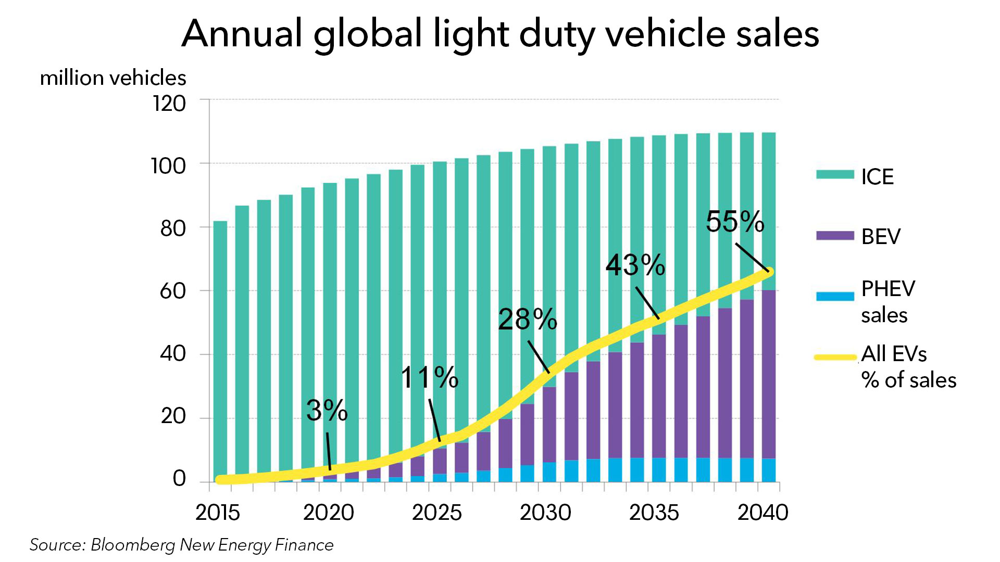 Annual global light duty vehicle sales
million vehicles
120
100
80
60
40
20
0
3%
11%
28%
43%
55%
2015 2020 2025 2030 2035 2040
ICE
BEV
PHEV
sales
All EVs
% of sales
Source: Bloomberg New Energy Finance